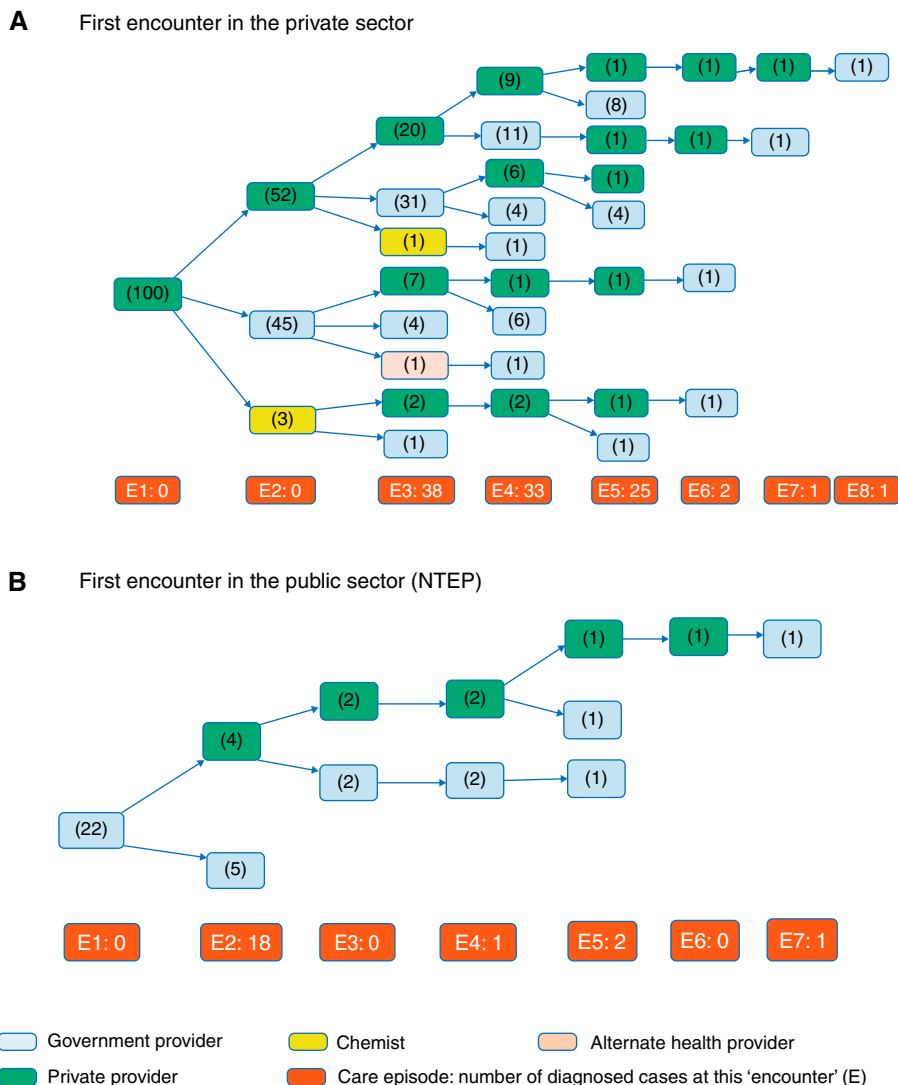 A First encounter in the private sector
(1) (1) (1) (1)
(9)
(8)
(20) (11) (1) (1) (1)
(6) (1)
(52) (31) (4) (4)
(1) (1)
(7) (1) (1) (1)
(100)
(45) (4) (6)
(1) (1)
(2) (2) (1) (1)
(3)
(1) (1)
E1: 0 E2: 0 E3: 38 E4: 33 E5: 25 E6: 2 E7: 1 E8: 1
B First encounter in the public sector (NTEP)
(1) (1) (1)
(2) (2)
(1)
(4)
(2) (2) (1)
(22)
(5)
E1: 0 E2: 18 E3: 0 E4: 1 E5: 2 E6: 0 E7: 1
Government provider Chemist Alternate health provider
Private provider Care episode: number of diagnosed cases at this ‘encounter’ (E)